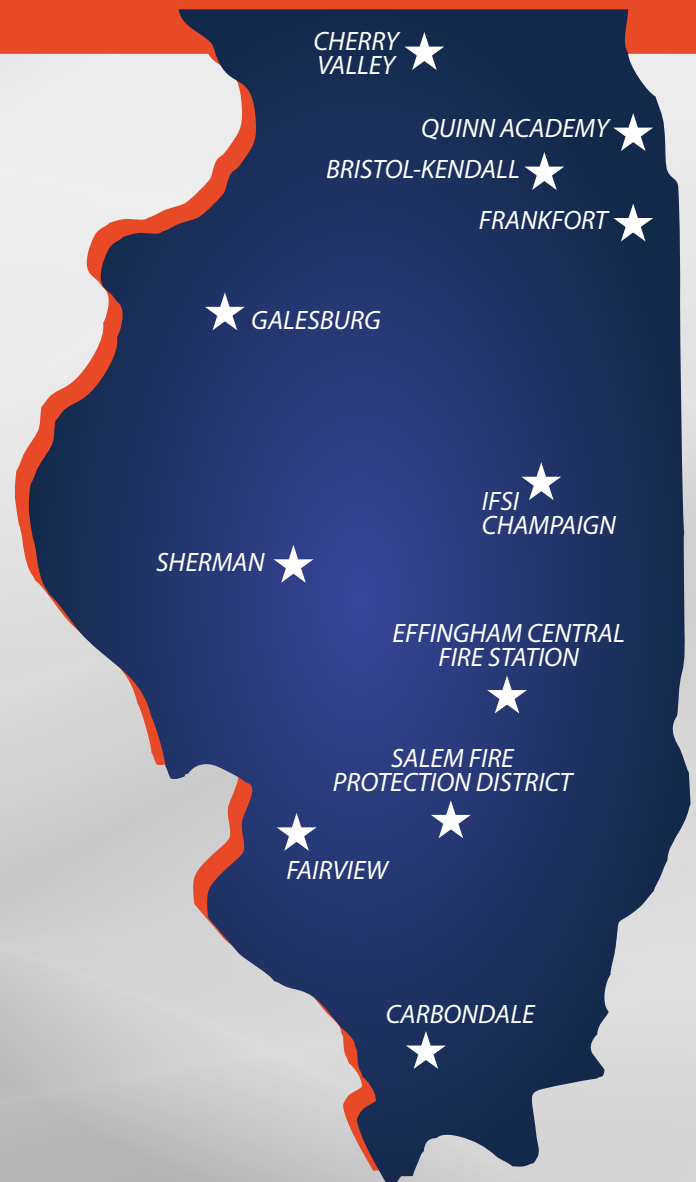 CHERRY
VALLEY
QUINN ACADEMY
BRISTOL-KENDALL
FRANKFORT
GALESBURG
IFSI
CHAMPAIGN
SHERMAN
EFFINGHAM CENTRAL
FIRE STATION
SALEM FIRE
PROTECTION DISTRICT
FAIRVIEW
CARBONDALE